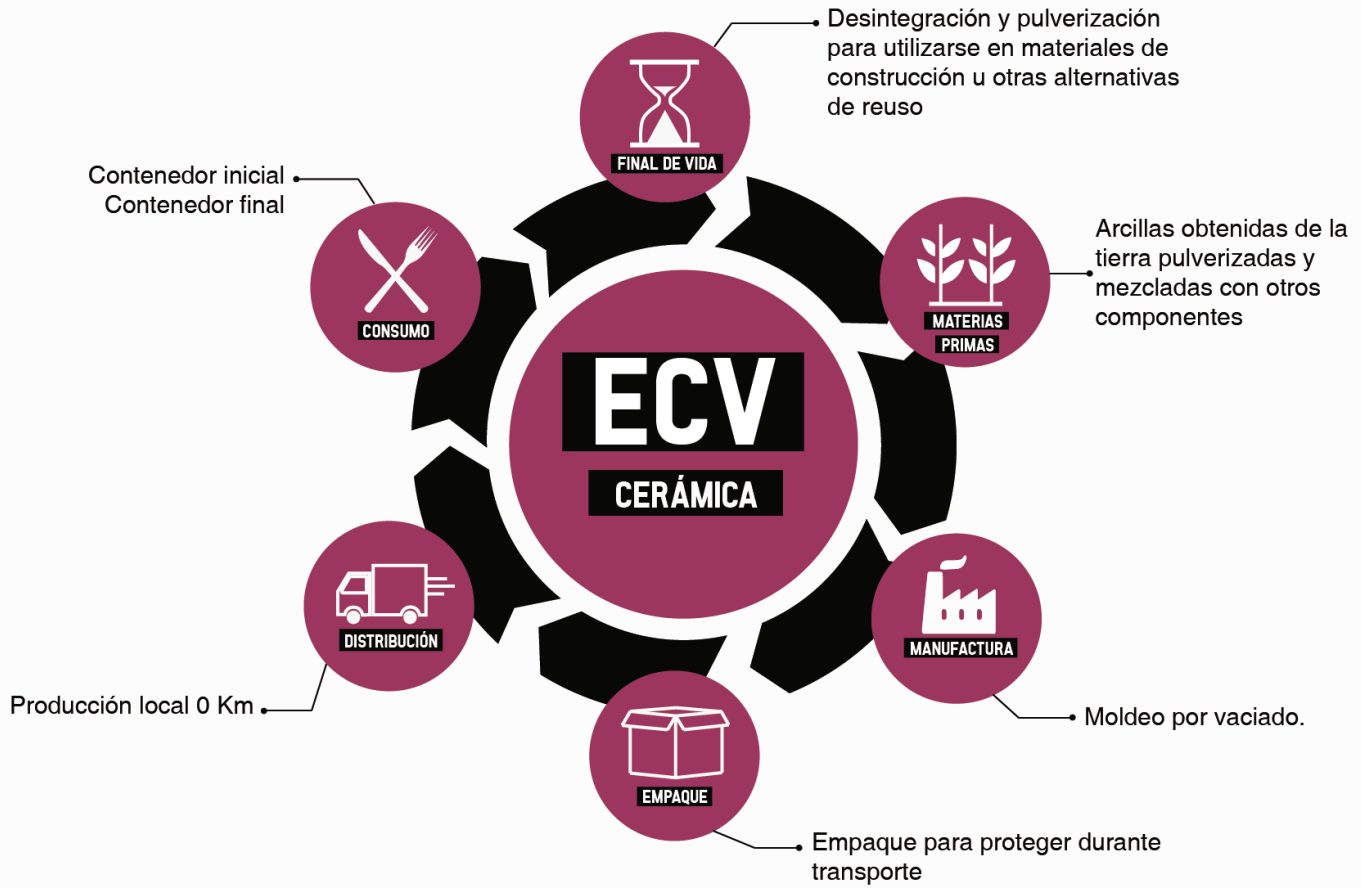 Desintegración y pulverización
para utilizarse en materiales de
construcción u otras alternativas
de reuso
FINAL DE VIDA
Contenedor inicial
Contenedor final
CONSUMO
Arcillas obtenidas de la
tierra pulverizadas y
mezcladas con otros
componentes
MATERIAS
PRIMAS
ECV
CERÁMICA
DISTRIBUCIÓN
Producción local 0 Km
MANUFACTURA
Moldeo por vaciado.
EMPAQUE
Empaque para proteger durante
transporte